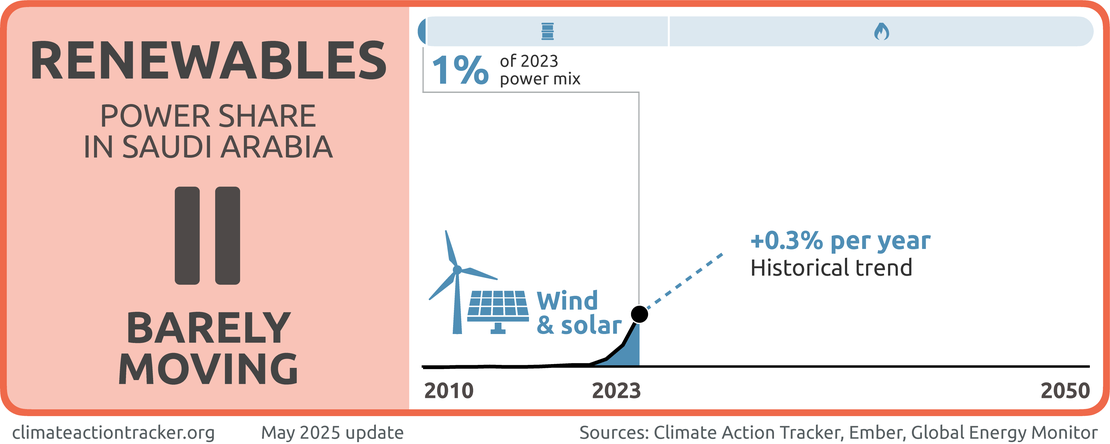 RENEWABLES
POWER SHARE
IN SAUDI ARABIA
BARELY
MOVING
1%
of 2023
power mix
+0.3% per year
Historical trend
Wind
& solar
2010
2023
2050
climateactiontracker.org
May 2025 update
Sources: Climate Action Tracker, Ember, Global Energy Monitor